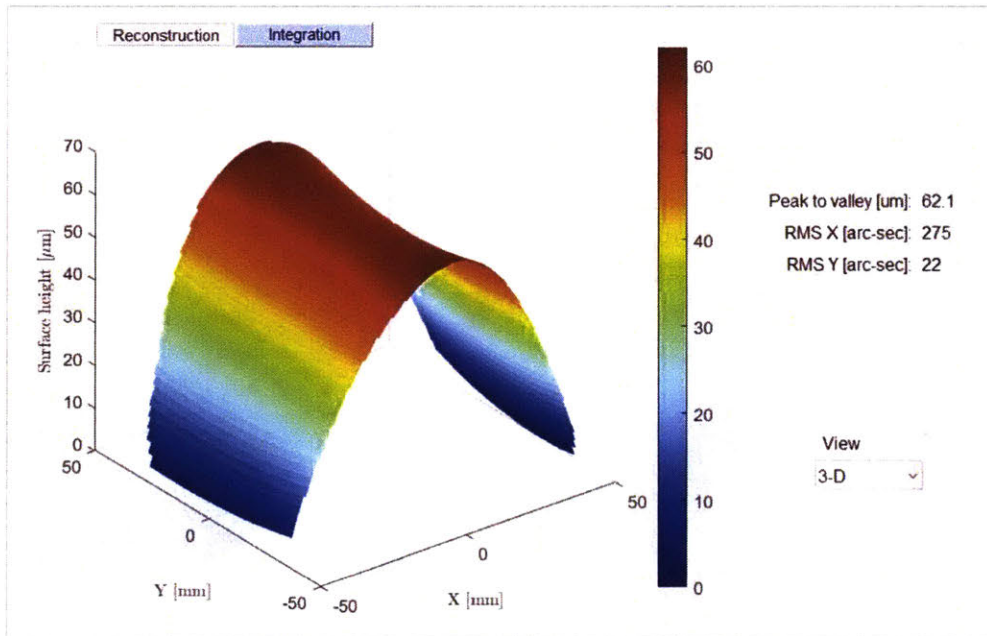 Reconstruction Integration
70
60
50
40
30
20
10
0
Surface height [μm]
50
0
-50
Y [mm]
-50
0
50
X [mm]
60
50
40
30
20
10
0
Peak to valley [um]: 62.1
RMS X [arc-sec]: 275
RMS Y [arc-sec]: 22
View
3-D